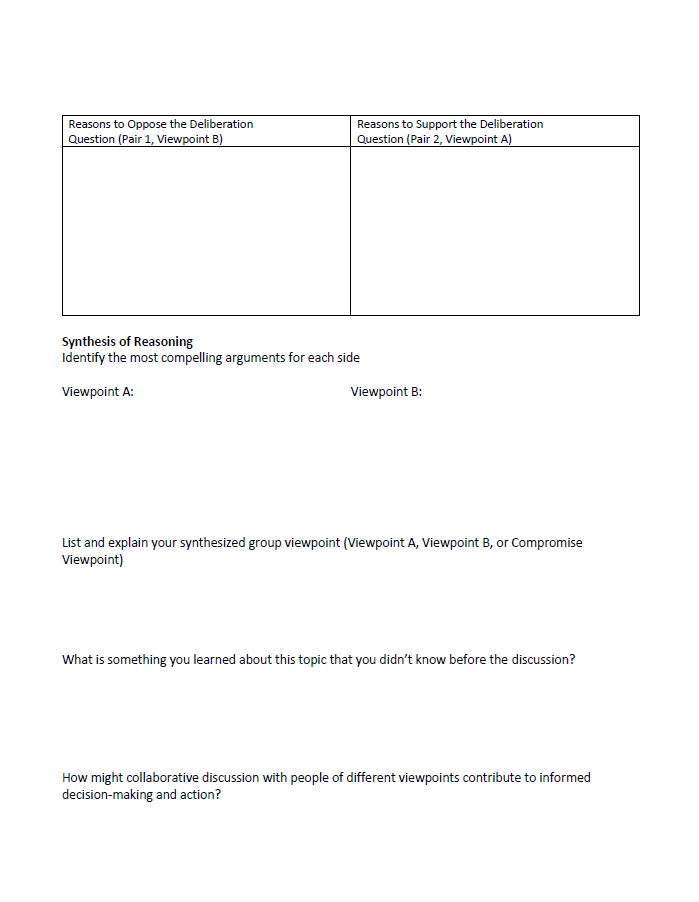 Reasons to Oppose the Deliberation
Question (Pair 1, Viewpoint B)
Reasons to Support the Deliberation
Question (Pair 2, Viewpoint A)
Synthesis of Reasoning
Identify the most compelling arguments for each side
Viewpoint A:
Viewpoint B:
List and explain your synthesized group viewpoint (Viewpoint A, Viewpoint B, or Compromise
Viewpoint)
What is something you learned about this topic that you didn’t know before the discussion?
How might collaborative discussion with people of different viewpoints contribute to informed
decision-making and action?